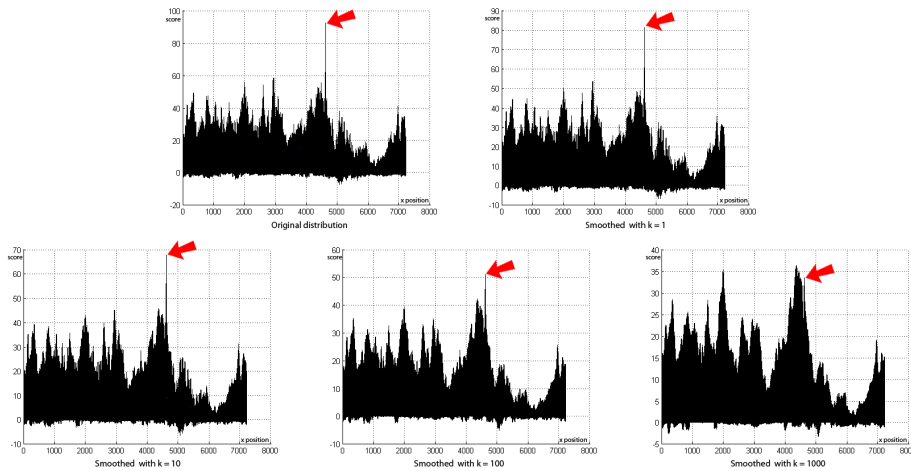 100
score
80
60
40
20
0
-20
x position
0 1000 2000 3000 4000 5000 6000 7000 8000
Original distribution
90
score
80
70
60
50
40
30
20
10
0
-10
x position
0 1000 2000 3000 4000 5000 6000 7000 8000
Smoothed with k = 1
70
score
60
50
40
30
20
10
0
-10
x position
0 1000 2000 3000 4000 5000 6000 7000 8000
Smoothed with k = 10
60
score
50
40
30
20
10
0
-10
x position
0 1000 2000 3000 4000 5000 6000 7000 8000
Smoothed with k = 100
40
score
35
30
25
20
15
10
5
0
-5
x position
0 1000 2000 3000 4000 5000 6000 7000 800
Smoothed with k = 1000